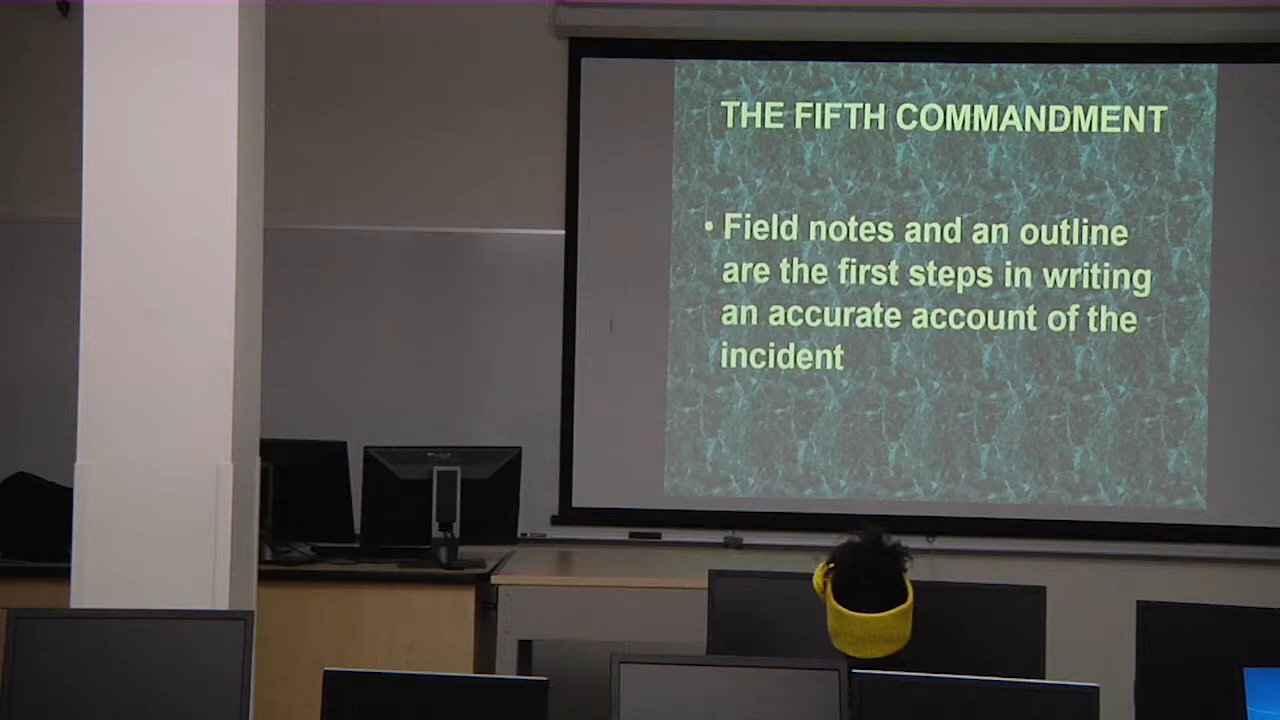 THE FIFTH COMMANDMENT
• Field notes and an outline
are the first steps in writing
an accurate account of the
incident